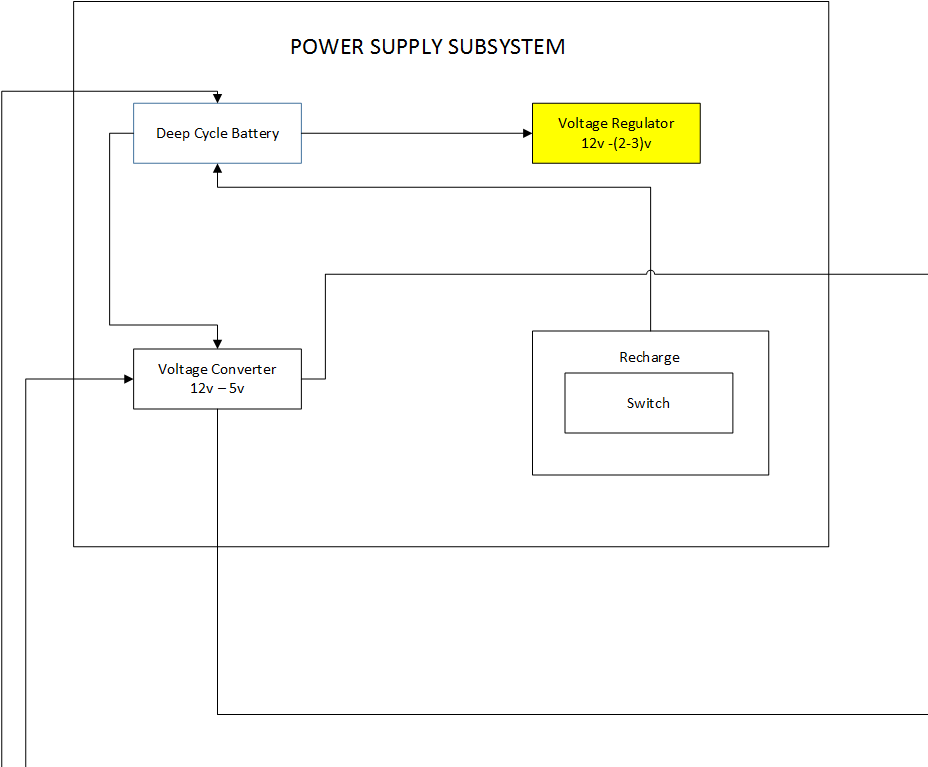 POWER SUPPLY SUBSYSTEM
Deep Cycle Battery
Voltage Regulator
12v -(2-3)v
Voltage Converter
12v – 5v
Recharge
Switch